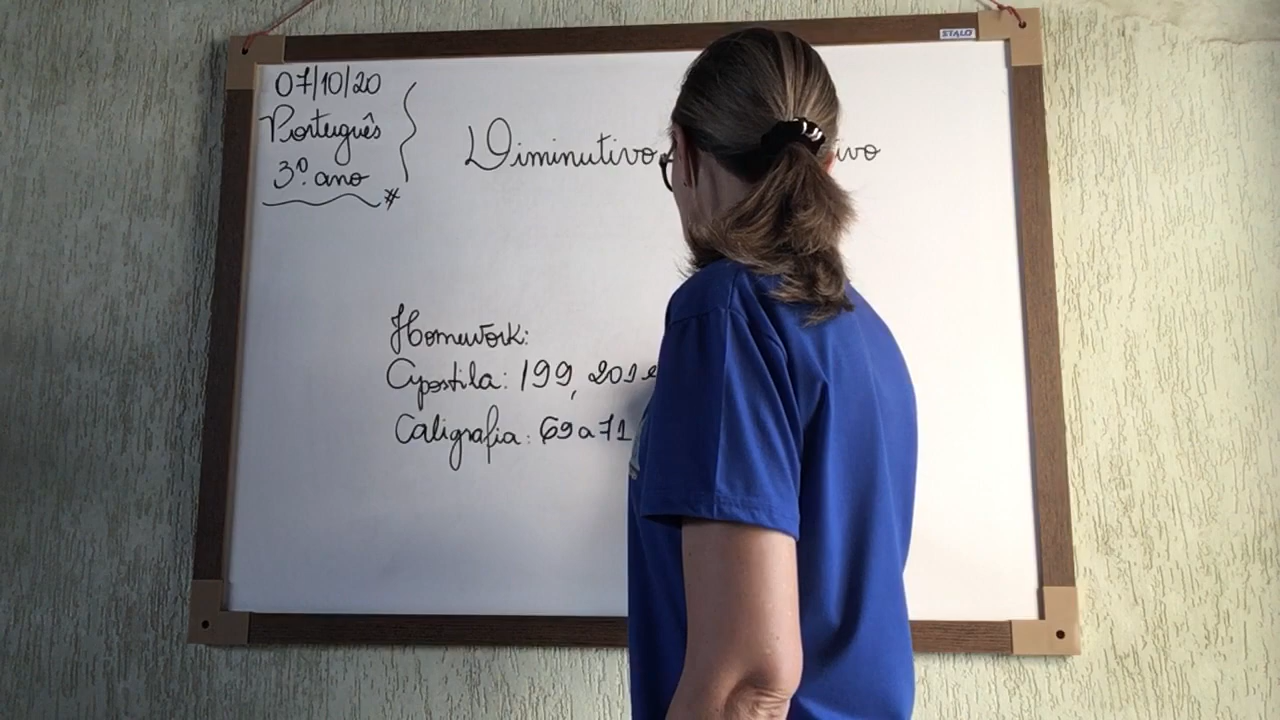 STALO
07/10/20
Português
3º. ano
Diminutivo
Homework:
Apostila: 199, 201 e
Caligrafia: 69 a 71